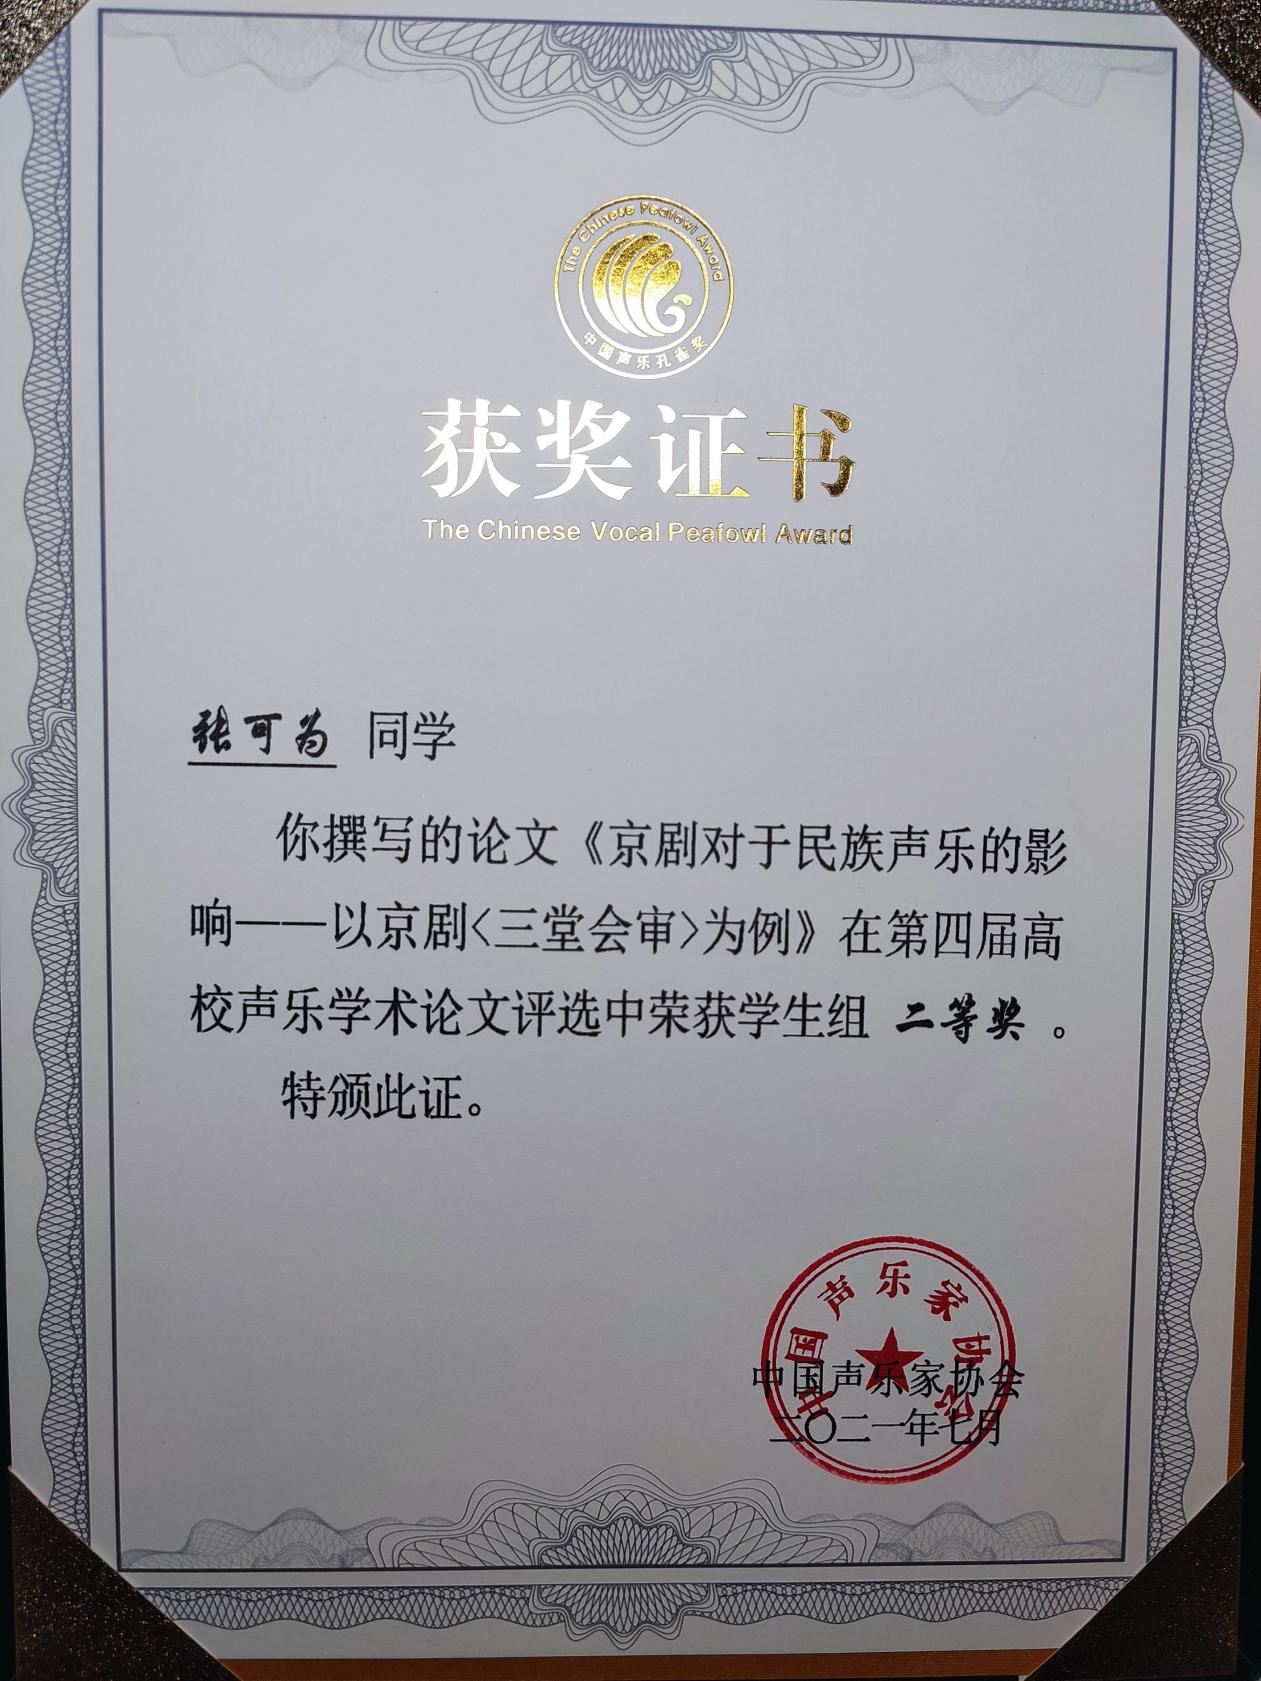 The Chinese Peafowl Award
中国声乐孔雀奖
获奖证书
The Chinese Vocal Peafowl Award
张可为 同学
你撰写的论文《京剧对于民族声乐的影
响——以京剧<三堂会审>为例》在第四届高
校声乐学术论文评选中荣获学生组 二等奖 。
特颁此证。
中国声乐家协会
中国声乐家协会
二〇二一年七月